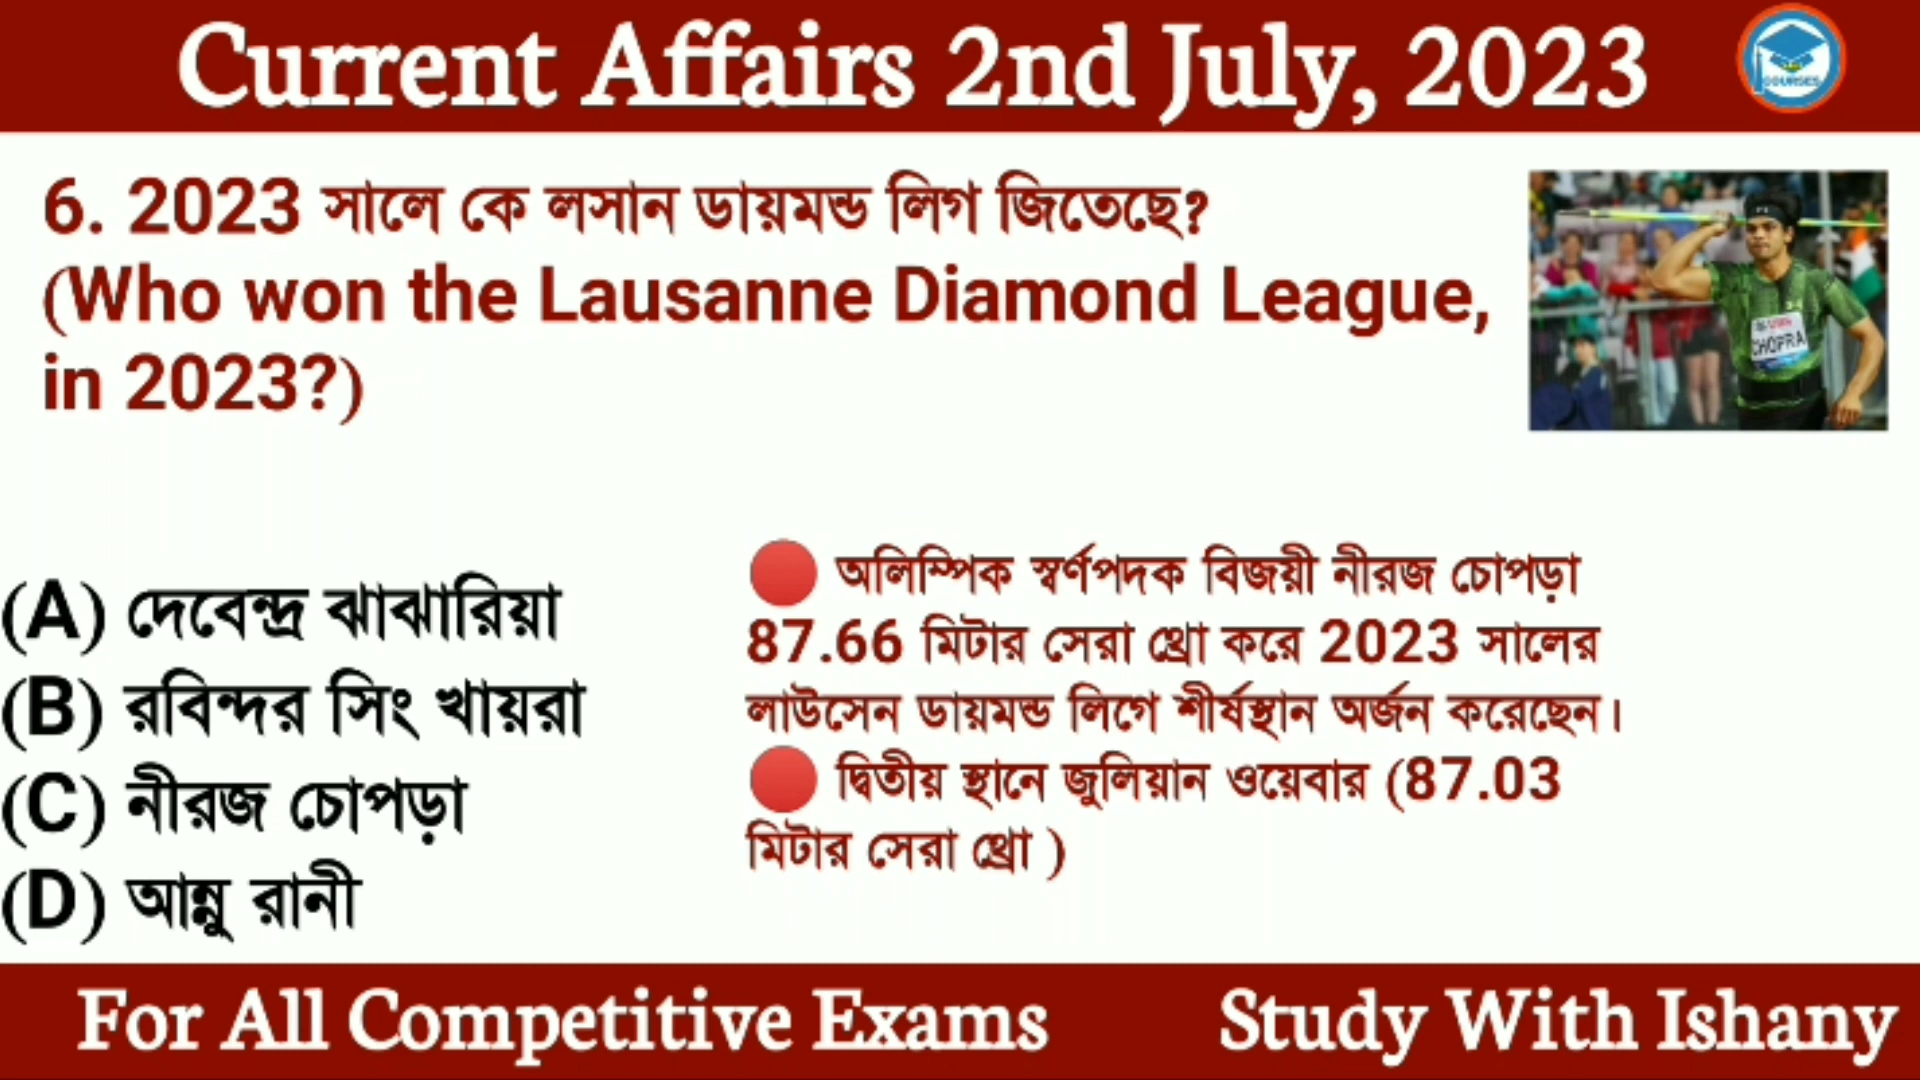 Current Affairs 2nd July, 2023
COURSES
6. 2023 সালে কে লসান ডায়মন্ড লিগ জিতেছে?
(Who won the Lausanne Diamond League,
in 2023?)
CHOPRA
(A) দেবেন্দ্র ঝাঝারিয়া
(B) রবিন্দর সিং খায়রা
(C) নীরজ চোপড়া
(D) আন্নু রানী
🔴 অলিম্পিক স্বর্ণপদক বিজয়ী নীরজ চোপড়া
87.66 মিটার সেরা থ্রো করে 2023 সালের
লাউসেন ডায়মন্ড লিগে শীর্ষস্থান অর্জন করেছেন।
🔴 দ্বিতীয় স্থানে জুলিয়ান ওয়েবার (87.03
মিটার সেরা থ্রো )
For All Competitive Exams
Study With Ishany